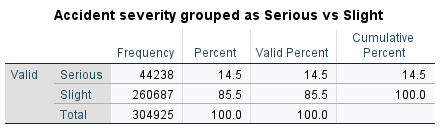 Accident severity grouped as Serious vs Slight
Frequency Percent Valid Percent Cumulative Percent
Valid Serious 44238 14.5 14.5 14.5
Slight 260687 85.5 85.5 100.0
Total 304925 100.0 100.0